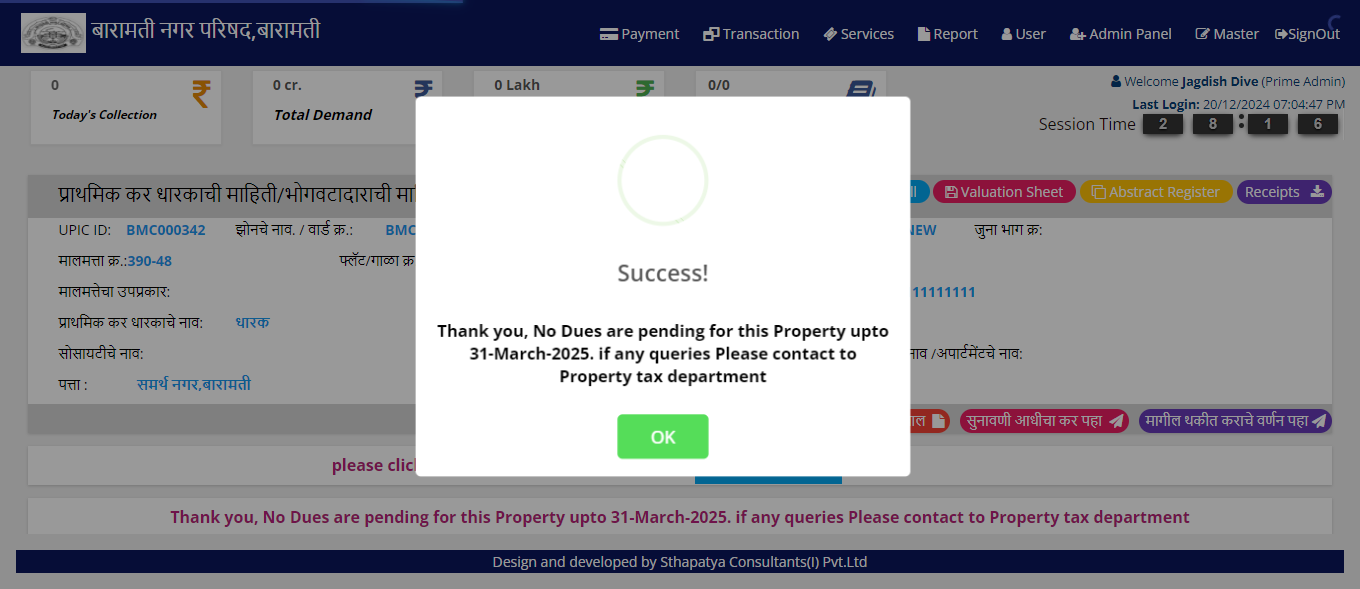 बारामती नगर परिषद,बारामती
Payment Transaction Services Report User Admin Panel Master SignOut
0 0 cr. 0 Lakh 0/0
Today's Collection Total Demand
Welcome Jagdish Dive (Prime Admin)
Last Login: 20/12/2024 07:04:47 PM
Session Time 2 8 : 1 6
प्राथमिक कर धारकाची माहिती/भोगवटादाराची
Valuation Sheet Abstract Register Receipts
UPIC ID: BMC000342 झोनचे नाव. / वार्ड क्र.: BMC
जुना भाग क्र:
मालमत्ता क्र.:390-48 फ्लॅट/गाळा क्र
मालमत्तेचा उपप्रकार: 11111111
प्राथमिक कर धारकाचे नाव: धारक
सोसायटीचे नाव: /अपार्टमेंटचे नाव:
पत्ता : समर्थ नगर,बारामती
सुनावणी आधीचा कर पहा मागील थकीत कराचे वर्णन पहा
Success!
Thank you, No Dues are pending for this Property upto
31-March-2025. if any queries Please contact to
Property tax department
OK
please
Thank you, No Dues are pending for this Property upto 31-March-2025. if any queries Please contact to Property tax department
Design and developed by Sthapatya Consultants(I) Pvt.Ltd